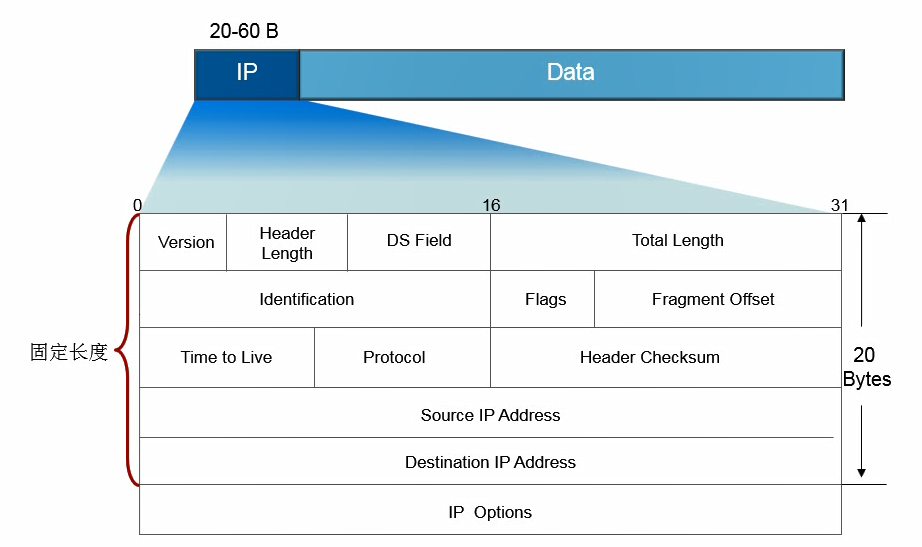 20-60 B
IP Data
0 16 31
Version Header Length DS Field Total Length
Identification Flags Fragment Offset
固定长度 Time to Live Protocol Header Checksum 20 Bytes
Source IP Address
Destination IP Address
IP Options